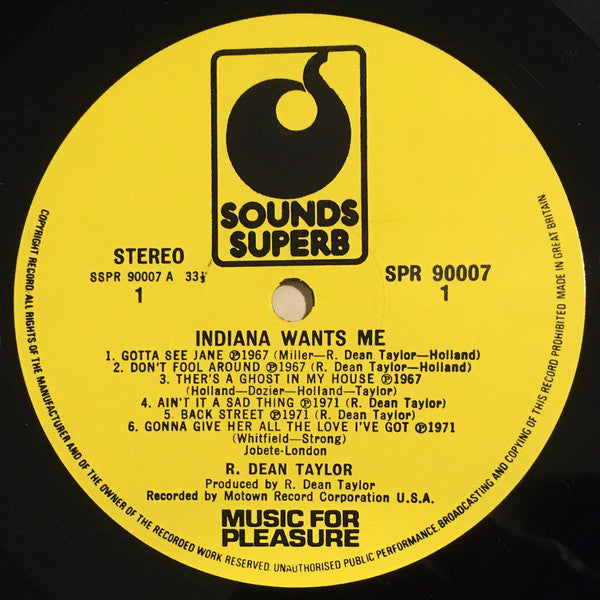 SOUNDS
SUPERB
STEREO
SSPR 90007 A 33⅓
1
SPR 90007
1
INDIANA WANTS ME
1. GOTTA SEE JANE ℗1967 (Miller—R. Dean Taylor—Holland)
2. DON'T FOOL AROUND ℗1967 (R. Dean Taylor—Holland)
3. THER'S A GHOST IN MY HOUSE ℗1967
(Holland—Dozier—Holland—Taylor)
4. AIN'T IT A SAD THING ℗1971 (R. Dean Taylor)
5. BACK STREET ℗1971 (R. Dean Taylor)
6. GONNA GIVE HER ALL THE LOVE I'VE GOT ℗1971
(Whitfield—Strong)
Jobete-London
R. DEAN TAYLOR
Produced by R. Dean Taylor
Recorded by Motown Record Corporation U.S.A.
MUSIC FOR
PLEASURE
COPYRIGHT RECORD. ALL RIGHTS OF THE MANUFACTURER AND OF THE OWNER OF THE RECORDED WORK RESERVED. UNAUTHORISED PUBLIC PERFORMANCE, BROADCASTING AND COPYING OF THIS RECORD PROHIBITED MADE IN GREAT BRITAIN